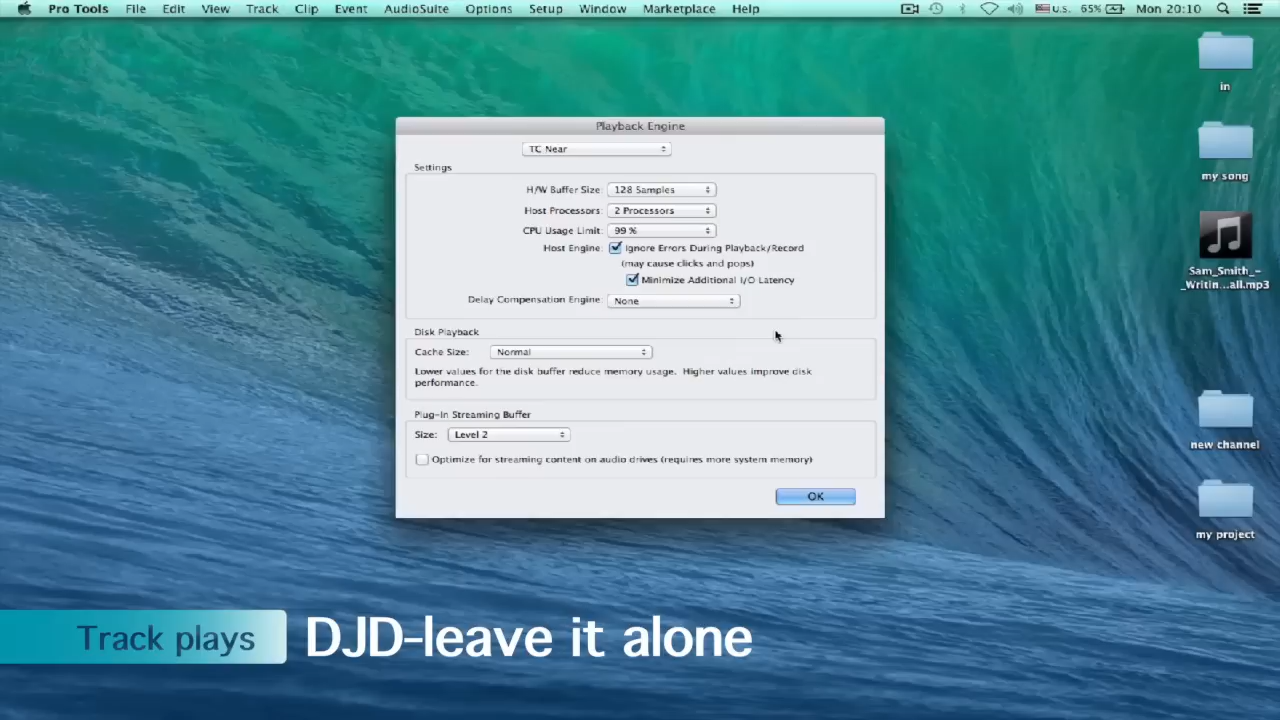 Pro Tools File Edit View Track Clip Event AudioSuite Options Setup Window Marketplace Help U.S. 65% Mon 20:10
in
my song
Sam_Smith_-
_Writin...all.mp3
new channel
my project
Playback Engine
TC Near
Settings
H/W Buffer Size: 128 Samples
Host Processors: 2 Processors
CPU Usage Limit: 99 %
Host Engine: Ignore Errors During Playback/Record
(may cause clicks and pops)
Minimize Additional I/O Latency
Delay Compensation Engine: None
Disk Playback
Cache Size: Normal
Lower values for the disk buffer reduce memory usage. Higher values improve disk
performance.
Plug-In Streaming Buffer
Size: Level 2
Optimize for streaming content on audio drives (requires more system memory)
OK
Track plays DJD-leave it alone